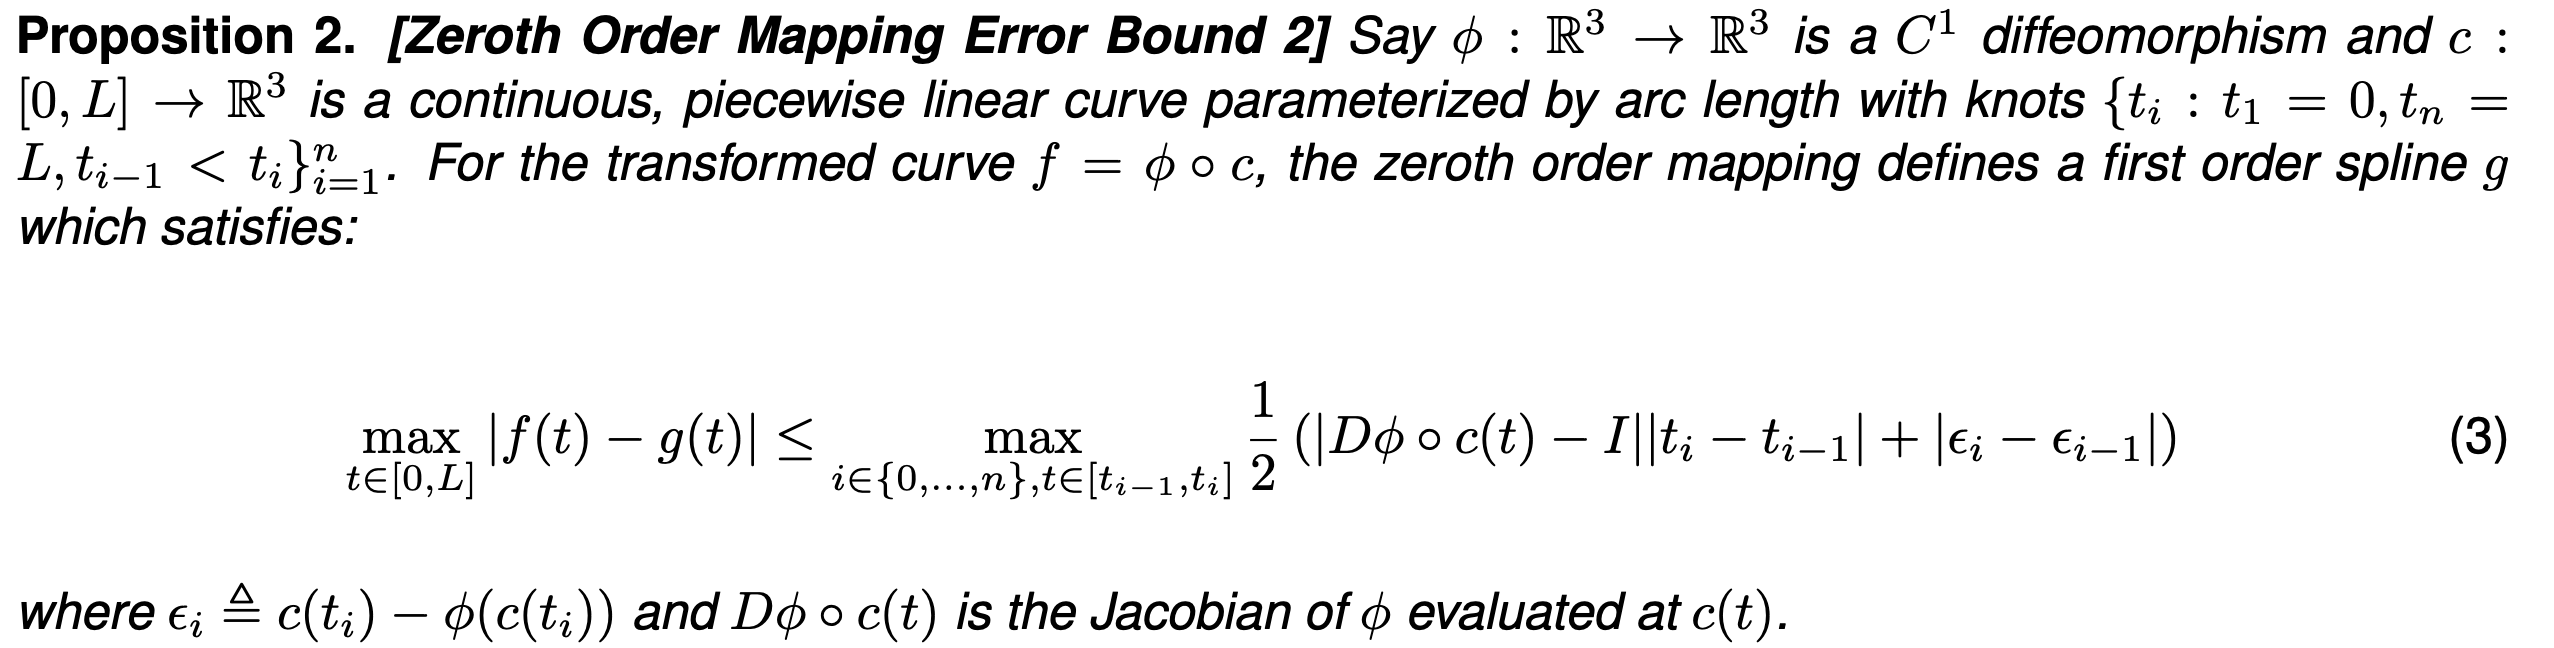 Proposition 2. [Zeroth Order Mapping Error Bound 2] Say $\phi : \mathbb{R}^3 \to \mathbb{R}^3$ is a $C^1$ diffeomorphism and $c :$
$[0, L] \to \mathbb{R}^3$ is a continuous, piecewise linear curve parameterized by arc length with knots $\{t_i : t_1 = 0, t_n =$
$L, t_{i-1} < t_i\}_{i=1}^n$. For the transformed curve $f = \phi \circ c$, the zeroth order mapping defines a first order spline $g$
which satisfies:
$\max_{t \in [0,L]} |f(t) - g(t)| \leq \max_{i \in \{0,\ldots,n\}, t \in [t_{i-1}, t_i]} \frac{1}{2} (|D\phi \circ c(t) - I||t_i - t_{i-1}| + |\epsilon_i - \epsilon_{i-1}|)$ (3)
where $\epsilon_i \triangleq c(t_i) - \phi(c(t_i))$ and $D\phi \circ c(t)$ is the Jacobian of $\phi$ evaluated at $c(t)$.